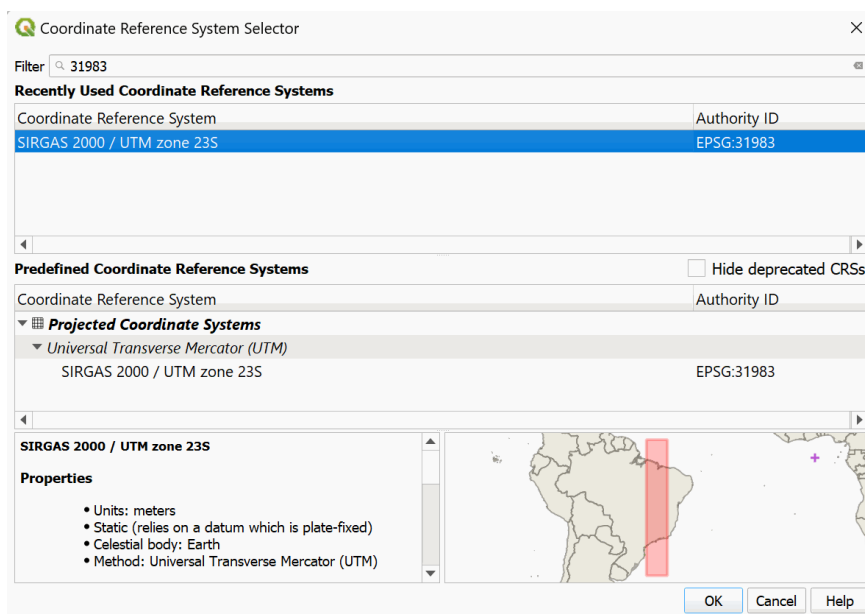 Coordinate Reference System Selector
Filter 31983
Recently Used Coordinate Reference Systems
Coordinate Reference System Authority ID
SIRGAS 2000 / UTM zone 23S EPSG:31983
Predefined Coordinate Reference Systems Hide deprecated CRSs
Coordinate Reference System Authority ID
Projected Coordinate Systems
Universal Transverse Mercator (UTM)
SIRGAS 2000 / UTM zone 23S EPSG:31983
SIRGAS 2000 / UTM zone 23S
Properties
• Units: meters
• Static (relies on a datum which is plate-fixed)
• Celestial body: Earth
• Method: Universal Transverse Mercator (UTM)
OK Cancel Help